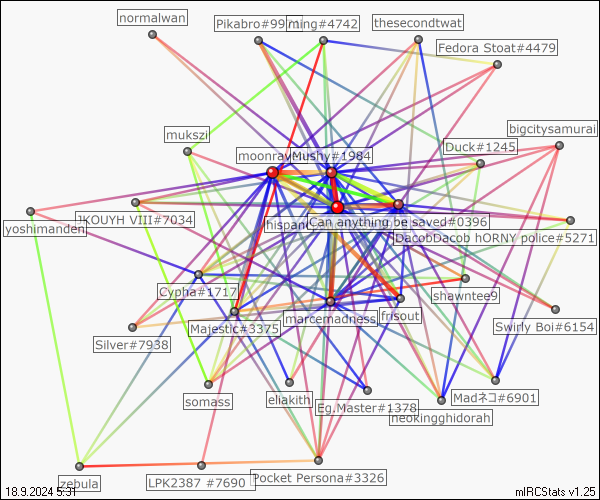 normalwan
Pikabro#99
ming#4742
thesecondtwat
Fedora Stoat#4479
bigcitysamurai
mukszi
moonray
Mushy#1984
Duck#1245
yoshimanden
JKOUYH VIII#7034
hispan
Can anything be saved#0396
DacobDacob hORNY police#5271
Cypha#1717
shawntee9
Silver#7938
Majestic#3375
marcemadness
frisout
Swirly Boi#6154
somass
eliakith
Eg.Master#1378
neokingghidorah
Madネコ#6901
zebula
LPK2387 #7690
Pocket Persona#3326
18.9.2024 5:31
mIRCStats v1.25